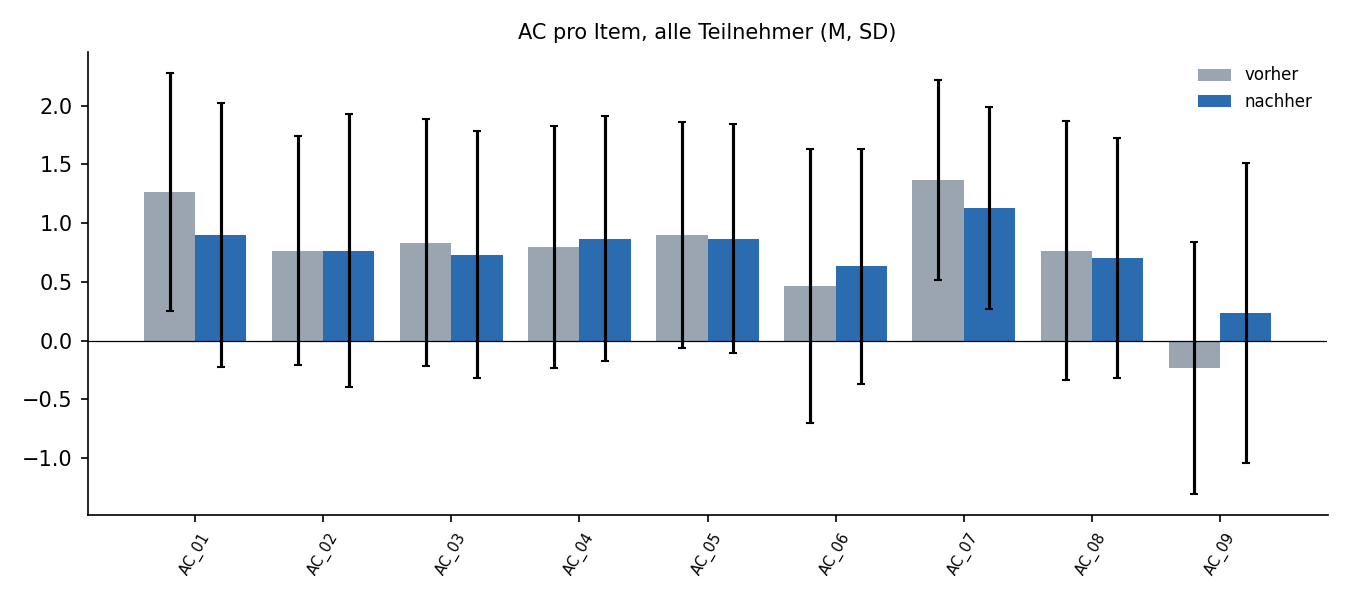 AC pro Item, alle Teilnehmer (M, SD)
vorher
nachher
2.0
1.5
1.0
0.5
0.0
−0.5
−1.0
AC_01
AC_02
AC_03
AC_04
AC_05
AC_06
AC_07
AC_08
AC_09